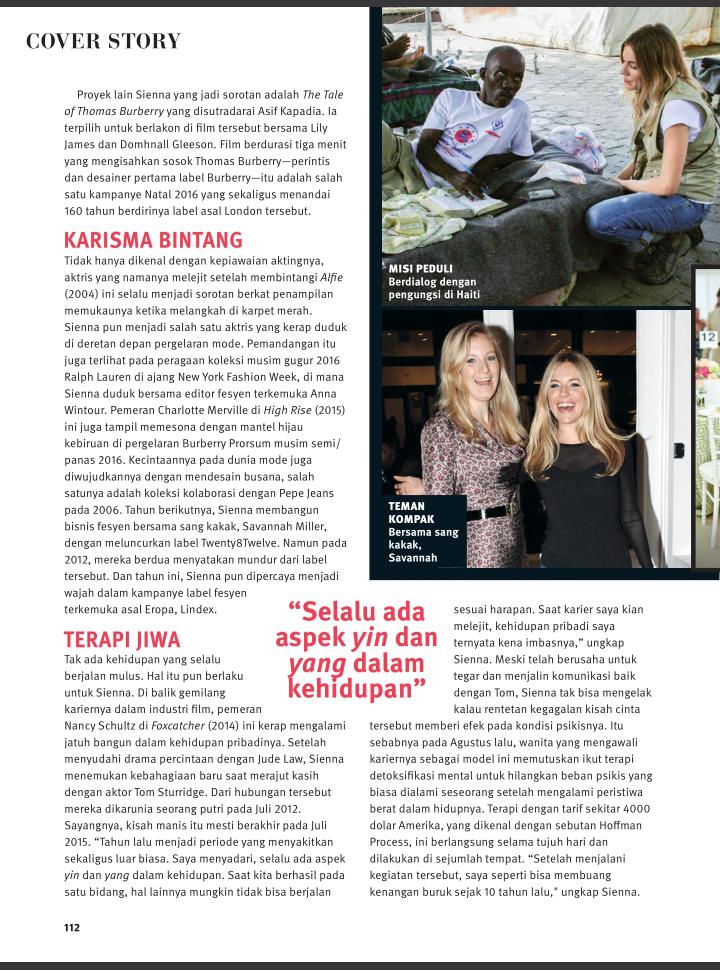 COVER STORY
Proyek lain Sienna yang jadi sorotan adalah The Tale
of Thomas Burberry yang disutradarai Asif Kapadia. Ia
terpilih untuk berlakon di film tersebut bersama Lily
James dan Domhnall Gleeson. Film berdurasi tiga menit
yang mengisahkan sosok Thomas Burberry—perintis
dan desainer pertama label Burberry—itu adalah salah
satu kampanye Natal 2016 yang sekaligus menandai
160 tahun berdirinya label asal London tersebut.
KARISMA BINTANG
Tidak hanya dikenal dengan kepiawaian aktingnya,
aktris yang namanya melejit setelah membintangi Alfie
(2004) ini selalu menjadi sorotan berkat penampilan
memukaunya ketika melangkah di karpet merah.
Sienna pun menjadi salah satu aktris yang kerap duduk
di deretan depan pergelaran mode. Pemandangan itu
juga terlihat pada peragaan koleksi musim gugur 2016
Ralph Lauren di ajang New York Fashion Week, di mana
Sienna duduk bersama editor fesyen terkemuka Anna
Wintour. Pemeran Charlotte Merville di High Rise (2015)
ini juga tampil memesona dengan mantel hijau
kebiruan di pergelaran Burberry Prorsum musim semi/
panas 2016. Kecintaannya pada dunia mode juga
diwujudkannya dengan mendesain busana, salah
satunya adalah koleksi kolaborasi dengan Pepe Jeans
pada 2006. Tahun berikutnya, Sienna membangun
bisnis fesyen bersama sang kakak, Savannah Miller,
dengan meluncurkan label Twenty8Twelve. Namun pada
2012, mereka berdua menyatakan mundur dari label
tersebut. Dan tahun ini, Sienna pun dipercaya menjadi
wajah dalam kampanye label fesyen
terkemuka asal Eropa, Lindex.
TERAPI JIWA
Tak ada kehidupan yang selalu
berjalan mulus. Hal itu pun berlaku
untuk Sienna. Di balik gemilang
kariernya dalam industri film, pemeran
Nancy Schultz di Foxcatcher (2014) ini kerap mengalami
jatuh bangun dalam kehidupan pribadinya. Setelah
menyudahi drama percintaan dengan Jude Law, Sienna
menemukan kebahagiaan baru saat merajut kasih
dengan aktor Tom Sturridge. Dari hubungan tersebut
mereka dikarunia seorang putri pada Juli 2012.
Sayangnya, kisah manis itu mesti berakhir pada Juli
2015. “Tahun lalu menjadi periode yang menyakitkan
sekaligus luar biasa. Saya menyadari, selalu ada aspek
yin dan yang dalam kehidupan. Saat kita berhasil pada
satu bidang, hal lainnya mungkin tidak bisa berjalan
“Selalu ada
aspek yin dan
yang dalam
kehidupan”
sesuai harapan. Saat karier saya kian
melejit, kehidupan pribadi saya
ternyata kena imbasnya,” ungkap
Sienna. Meski telah berusaha untuk
tegar dan menjalin komunikasi baik
dengan Tom, Sienna tak bisa mengelak
kalau rentetan kegagalan kisah cinta
tersebut memberi efek pada kondisi psikisnya. Itu
sebabnya pada Agustus lalu, wanita yang mengawali
kariernya sebagai model ini memutuskan ikut terapi
detoksifikasi mental untuk hilangkan beban psikis yang
biasa dialami seseorang setelah mengalami peristiwa
berat dalam hidupnya. Terapi dengan tarif sekitar 4000
dolar Amerika, yang dikenal dengan sebutan Hoffman
Process, ini berlangsung selama tujuh hari dan
dilakukan di sejumlah tempat. “Setelah menjalani
kegiatan tersebut, saya seperti bisa membuang
kenangan buruk sejak 10 tahun lalu," ungkap Sienna.
MISI PEDULI
Berdialog dengan
pengungsi di Haiti
12
TEMAN
KOMPAK
Bersama sang
kakak,
Savannah
112